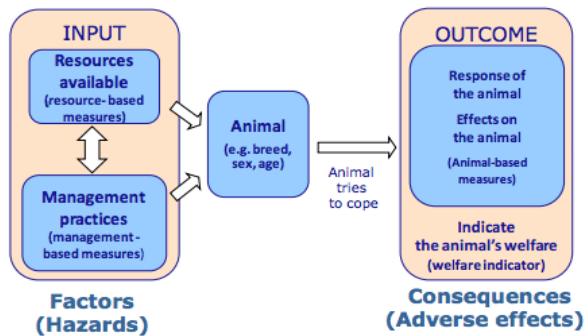 INPUT
Resources
available
(resource- based
measures)
Management
practices
(management-
based measures)
Factors
(Hazards)
Animal
(e.g. breed,
sex, age)
Animal
tries
to cope
OUTCOME
Response of
the animal
Effects on
the animal
(Animal-based
measures)
Indicate
the animal's welfare
(welfare indicator)
Consequences
(Adverse effects)